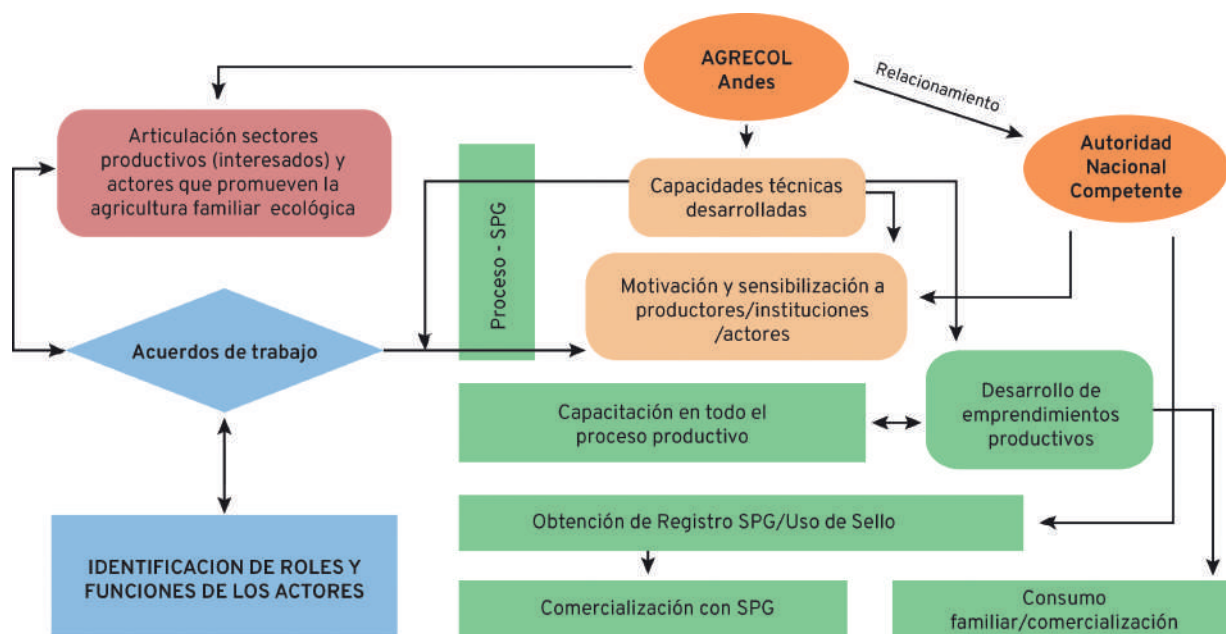 AGRECOL
Andes
Relacionamiento
Autoridad
Nacional
Competente
Articulación sectores
productivos (interesados) y
actores que promueven la
agricultura familiar ecológica
Proceso - SPG
Capacidades técnicas
desarrolladas
Motivación y sensibilización a
productores/instituciones
/actores
Acuerdos de trabajo
Capacitación en todo el
proceso productivo
Desarrollo de
emprendimientos
productivos
Obtención de Registro SPG/Uso de Sello
IDENTIFICACION DE ROLES Y
FUNCIONES DE LOS ACTORES
Comercialización con SPG
Consumo
familiar/comercialización